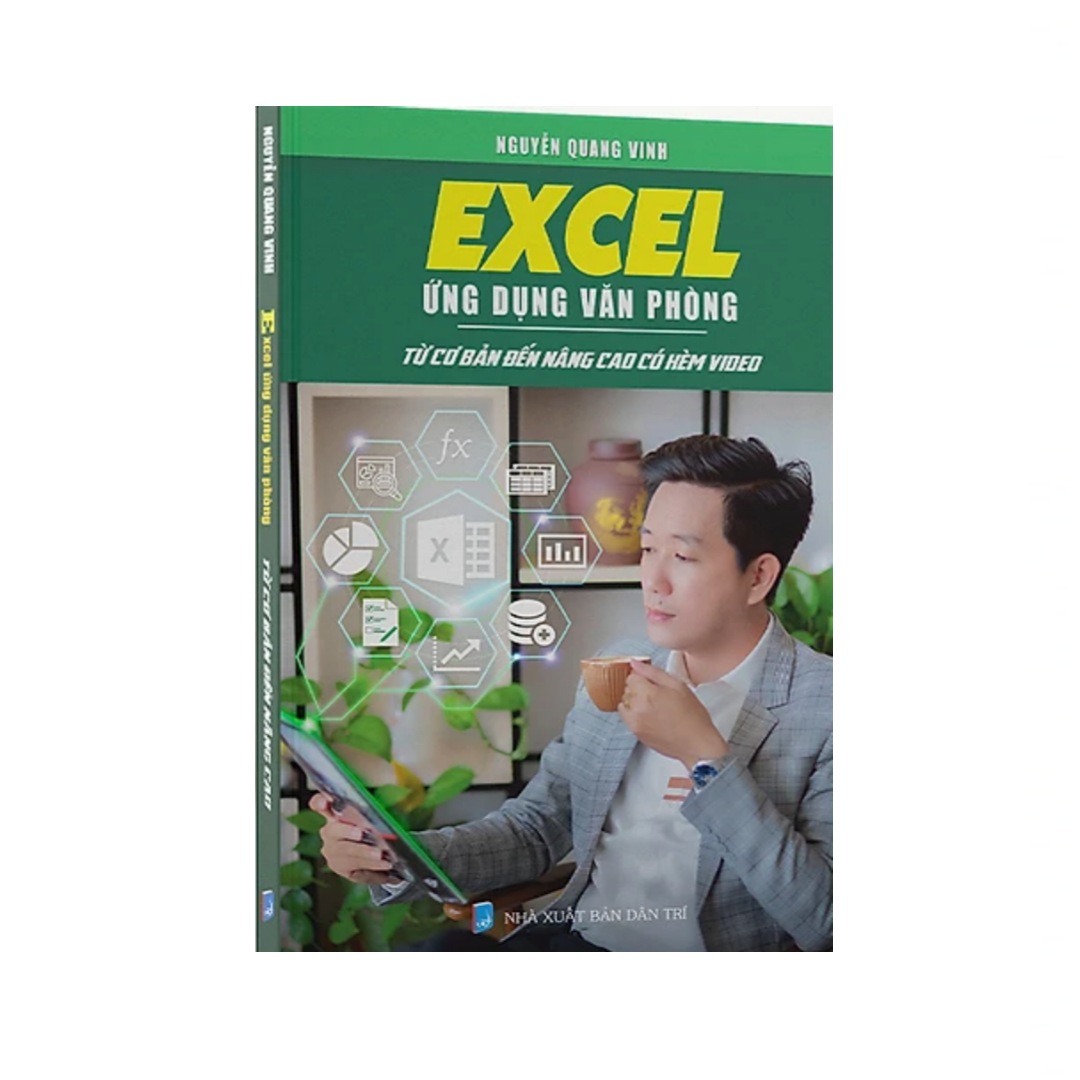 NGUYỄN QUANG VINH
EXCEL
ỨNG DỤNG VĂN PHÒNG
TỪ CƠ BẢN ĐẾN NÂNG CAO CÓ KÈM VIDEO
fx
X
NHÀ XUẤT BẢN DÂN TRÍ
NGUYỄN QUANG VINH
Excel ứng dụng văn phòng
TỪ CƠ BẢN ĐẾN NÂNG CAO